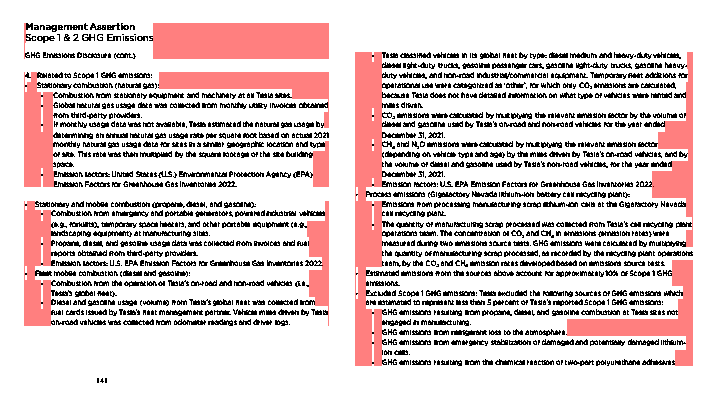 Management Assertion
Scope 1 & 2 GHG Emissions
GHG Emissions Disclosure (cont.)
4. Related to Scope 1 GHG emissions:
• Stationary combustion (natural gas):
• Combustion from stationary equipment and machinery at all Tesla sites.
• Global natural gas usage data was collected from monthly utility invoices obtained
from third-party providers.
• If monthly usage data was not available, Tesla estimated the natural gas usage by
determining an annual natural gas usage rate per square foot based on actual 2021
monthly natural gas usage data for sites in a similar geographic location and type
of site. This rate was then multiplied by the square footage of the site building
space.
• Emission factors: United States (U.S.) Environmental Protection Agency (EPA)
Emission Factors for Greenhouse Gas Inventories 2022.
• Stationary and mobile combustion (propane, diesel, and gasoline):
• Combustion from emergency and portable generators, powered industrial vehicles
(e.g., forklifts), temporary space heaters, and other portable equipment (e.g.,
landscaping equipment) at manufacturing sites.
• Propane, diesel, and gasoline usage data was collected from invoices and fuel
reports obtained from third-party providers.
• Emission factors: U.S. EPA Emission Factors for Greenhouse Gas Inventories 2022.
• Fleet mobile combustion (diesel and gasoline):
• Combustion from the operation of Tesla's on-road and non-road vehicles (i.e.,
Tesla's global fleet).
• Diesel and gasoline usage (volume) from Tesla's global fleet was collected from
fuel cards issued by Tesla's fleet management partner. Vehicle miles driven by Tesla
on-road vehicles was collected from odometer readings and driver logs.
141
• Tesla classified vehicles in its global fleet by type: diesel medium and heavy-duty vehicles,
diesel light-duty trucks, gasoline passenger cars, gasoline light-duty trucks, gasoline heavy-
duty vehicles, and non-road industrial/commercial equipment. Temporary fleet additions for
operational use were categorized as 'other', for which only CO₂ emissions are calculated,
because Tesla does not have detailed information on what type of vehicles were rented and
miles driven.
• CO₂ emissions were calculated by multiplying the relevant emission factor by the volume of
diesel and gasoline used by Tesla's on-road and non-road vehicles for the year ended
December 31, 2021.
• CH₄ and N₂O emissions were calculated by multiplying the relevant emission factor
(depending on vehicle type and age) by the miles driven by Tesla's on-road vehicles, and by
the volume of diesel and gasoline used by Tesla's non-road vehicles, for the year ended
December 31, 2021.
• Emission factors: U.S. EPA Emission Factors for Greenhouse Gas Inventories 2022.
• Process emissions (Gigafactory Nevada lithium-ion battery cell recycling plant):
• Emissions from processing manufacturing scrap lithium-ion cells at the Gigafactory Nevada
cell recycling plant.
• The quantity of manufacturing scrap processed was collected from Tesla's cell recycling plant
operations team. The concentration of CO₂ and CH₄ in emissions (emission rates) were
measured during two emissions source tests. GHG emissions were calculated by multiplying
the quantity of manufacturing scrap processed, as recorded by the recycling plant operations
team, by the CO₂ and CH₄ emission rates developed based on emissions source tests.
• Estimated emissions from the sources above account for approximately 10% of Scope 1 GHG
emissions.
• Excluded Scope 1 GHG emissions: Tesla excluded the following sources of GHG emissions which
are estimated to represent less than 5 percent of Tesla's reported Scope 1 GHG emissions:
• GHG emissions resulting from propane, diesel, and gasoline combustion at Tesla sites not
engaged in manufacturing.
• GHG emissions from refrigerant loss to the atmosphere.
• GHG emissions from emergency stabilization of damaged and potentially damaged lithium-
ion cells.
• GHG emissions resulting from the chemical reaction of two-part polyurethane adhesives